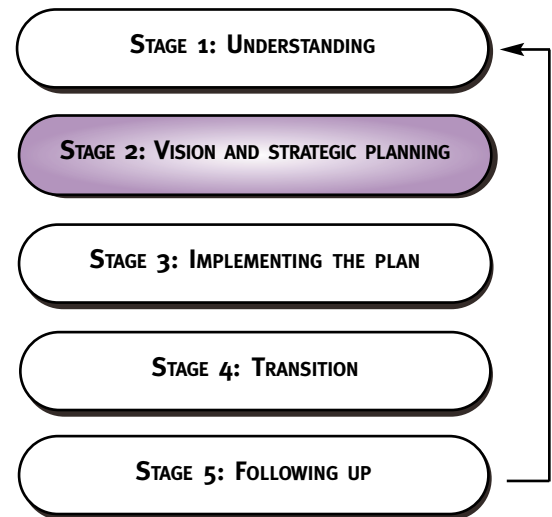 Stage 1: Understanding
Stage 2: Vision and strategic planning
Stage 3: Implementing the plan
Stage 4: Transition
Stage 5: Following up